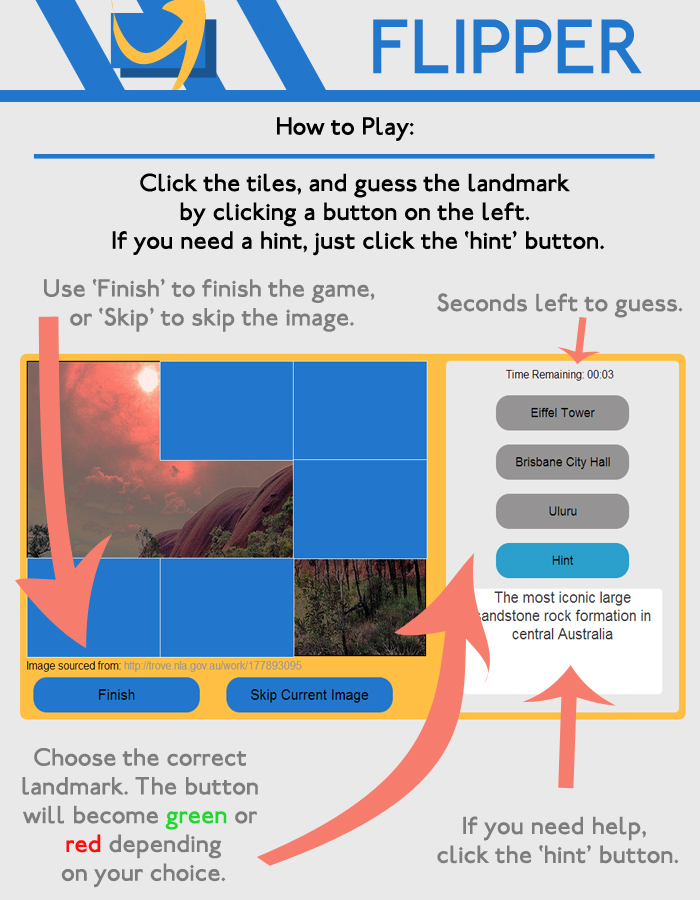 FLIPPER
How to Play:
Click the tiles, and guess the landmark
by clicking a button on the left.
If you need a hint, just click the ‘hint’ button.
Use ‘Finish’ to finish the game,
or ‘Skip’ to skip the image.
Seconds left to guess.
Time Remaining: 00:03
Eiffel Tower
Brisbane City Hall
Uluru
Hint
The most iconic large
sandstone rock formation in
central Australia
Image sourced from: http://trove.nla.gov.au/work/177893095
Finish
Skip Current Image
Choose the correct
landmark. The button
will become green or
red depending
on your choice.
If you need help,
click the ‘hint’ button.